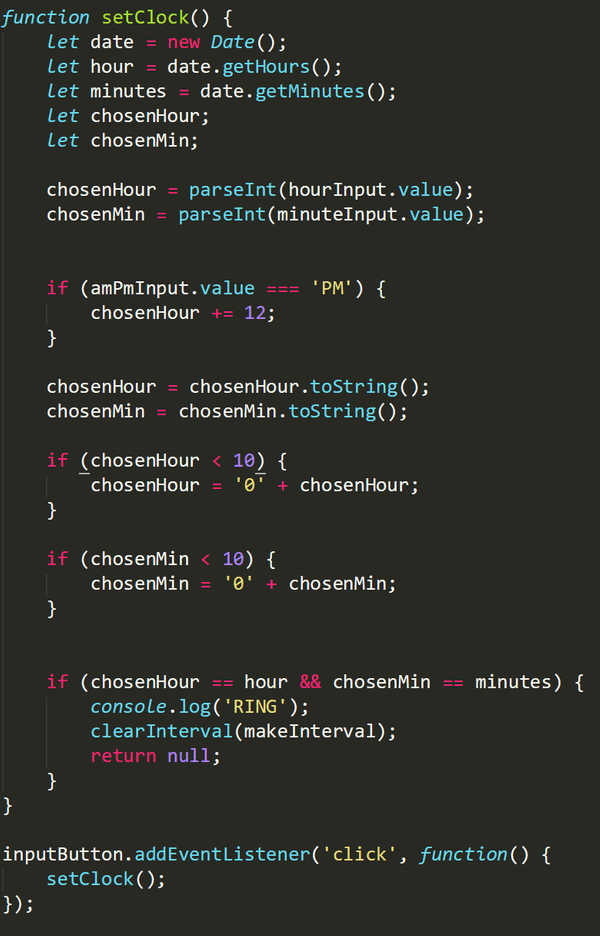 function setClock() {
    let date = new Date();
    let hour = date.getHours();
    let minutes = date.getMinutes();
    let chosenHour;
    let chosenMin;

    chosenHour = parseInt(hourInput.value);
    chosenMin = parseInt(minuteInput.value);


    if (amPmInput.value === 'PM') {
        chosenHour += 12;
    }

    chosenHour = chosenHour.toString();
    chosenMin = chosenMin.toString();

    if (chosenHour < 10) {
        chosenHour = '0' + chosenHour;
    }

    if (chosenMin < 10) {
        chosenMin = '0' + chosenMin;
    }


    if (chosenHour == hour && chosenMin == minutes) {
        console.log('RING');
        clearInterval(makeInterval);
        return null;
    }
}

inputButton.addEventListener('click', function() {
    setClock();
});